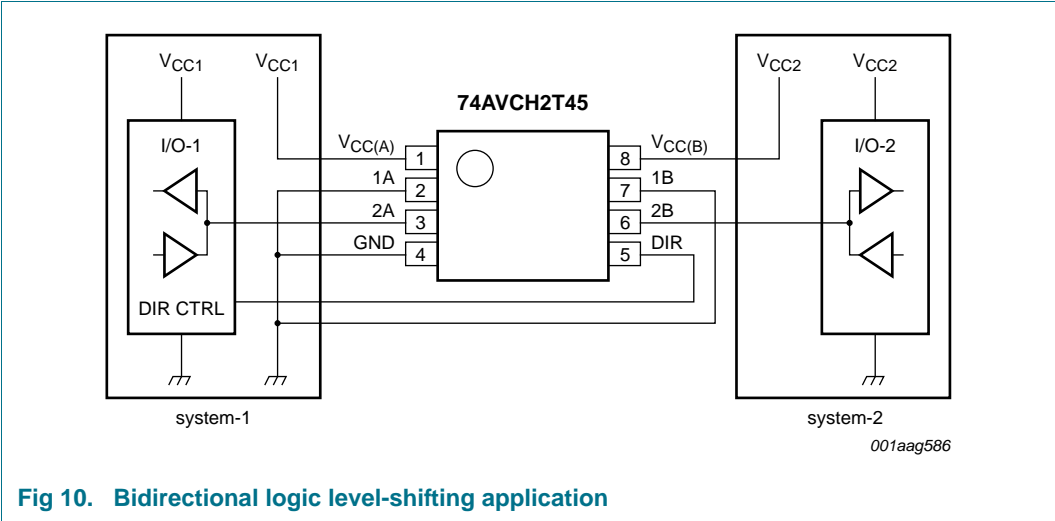 VCC1
VCC1
VCC2
VCC2
74AVCH2T45
I/O-1
VCC(A)
1
8
VCC(B)
I/O-2
1A
2
7
1B
2A
3
6
2B
GND
4
5
DIR
DIR CTRL
system-1
system-2
001aag586
Fig 10. Bidirectional logic level-shifting application